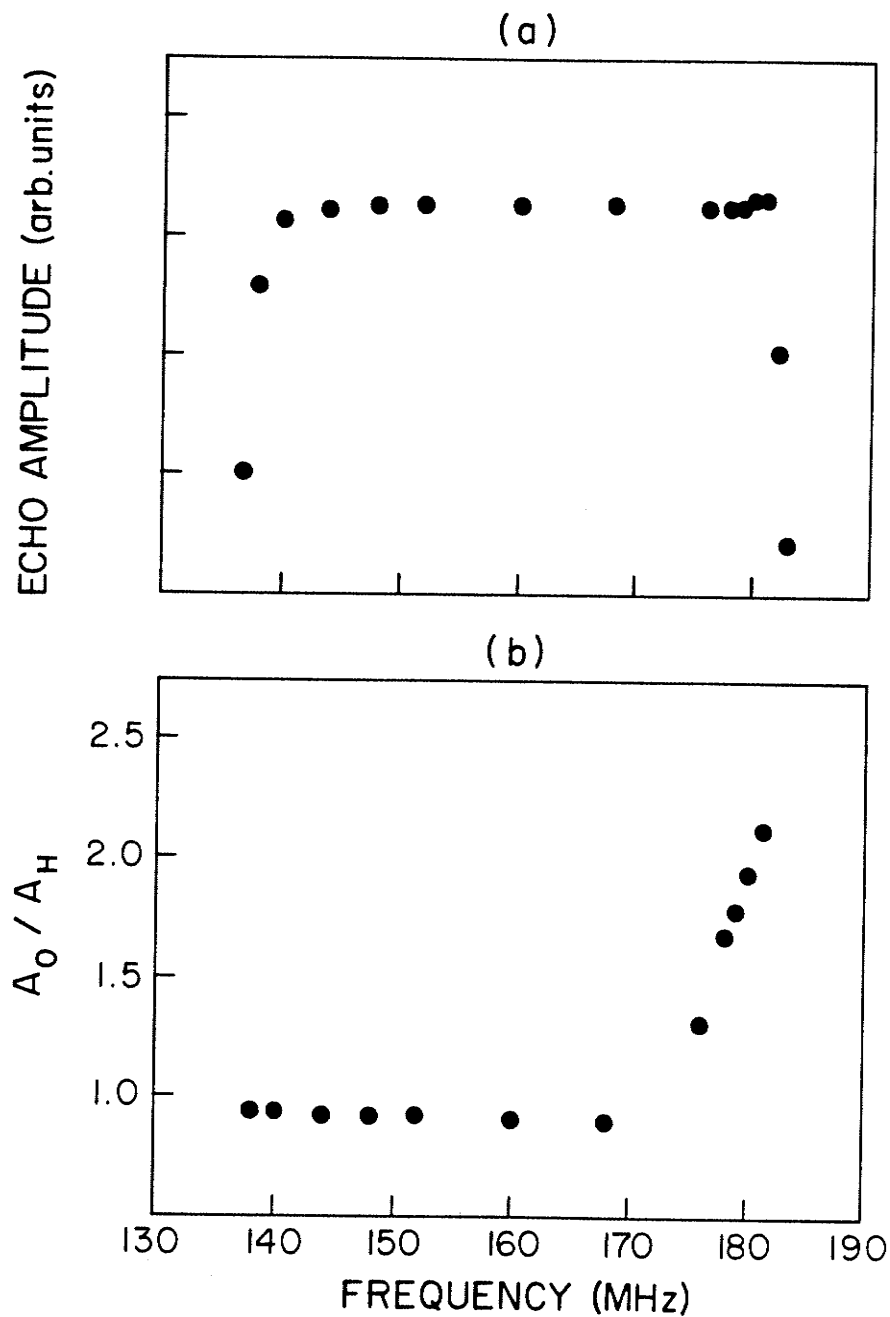 (a)
ECHO AMPLITUDE (arb. units)
(b)
2.5
2.0
1.5
1.0
A₀ / A_H
130 140 150 160 170 180 190
FREQUENCY (MHz)